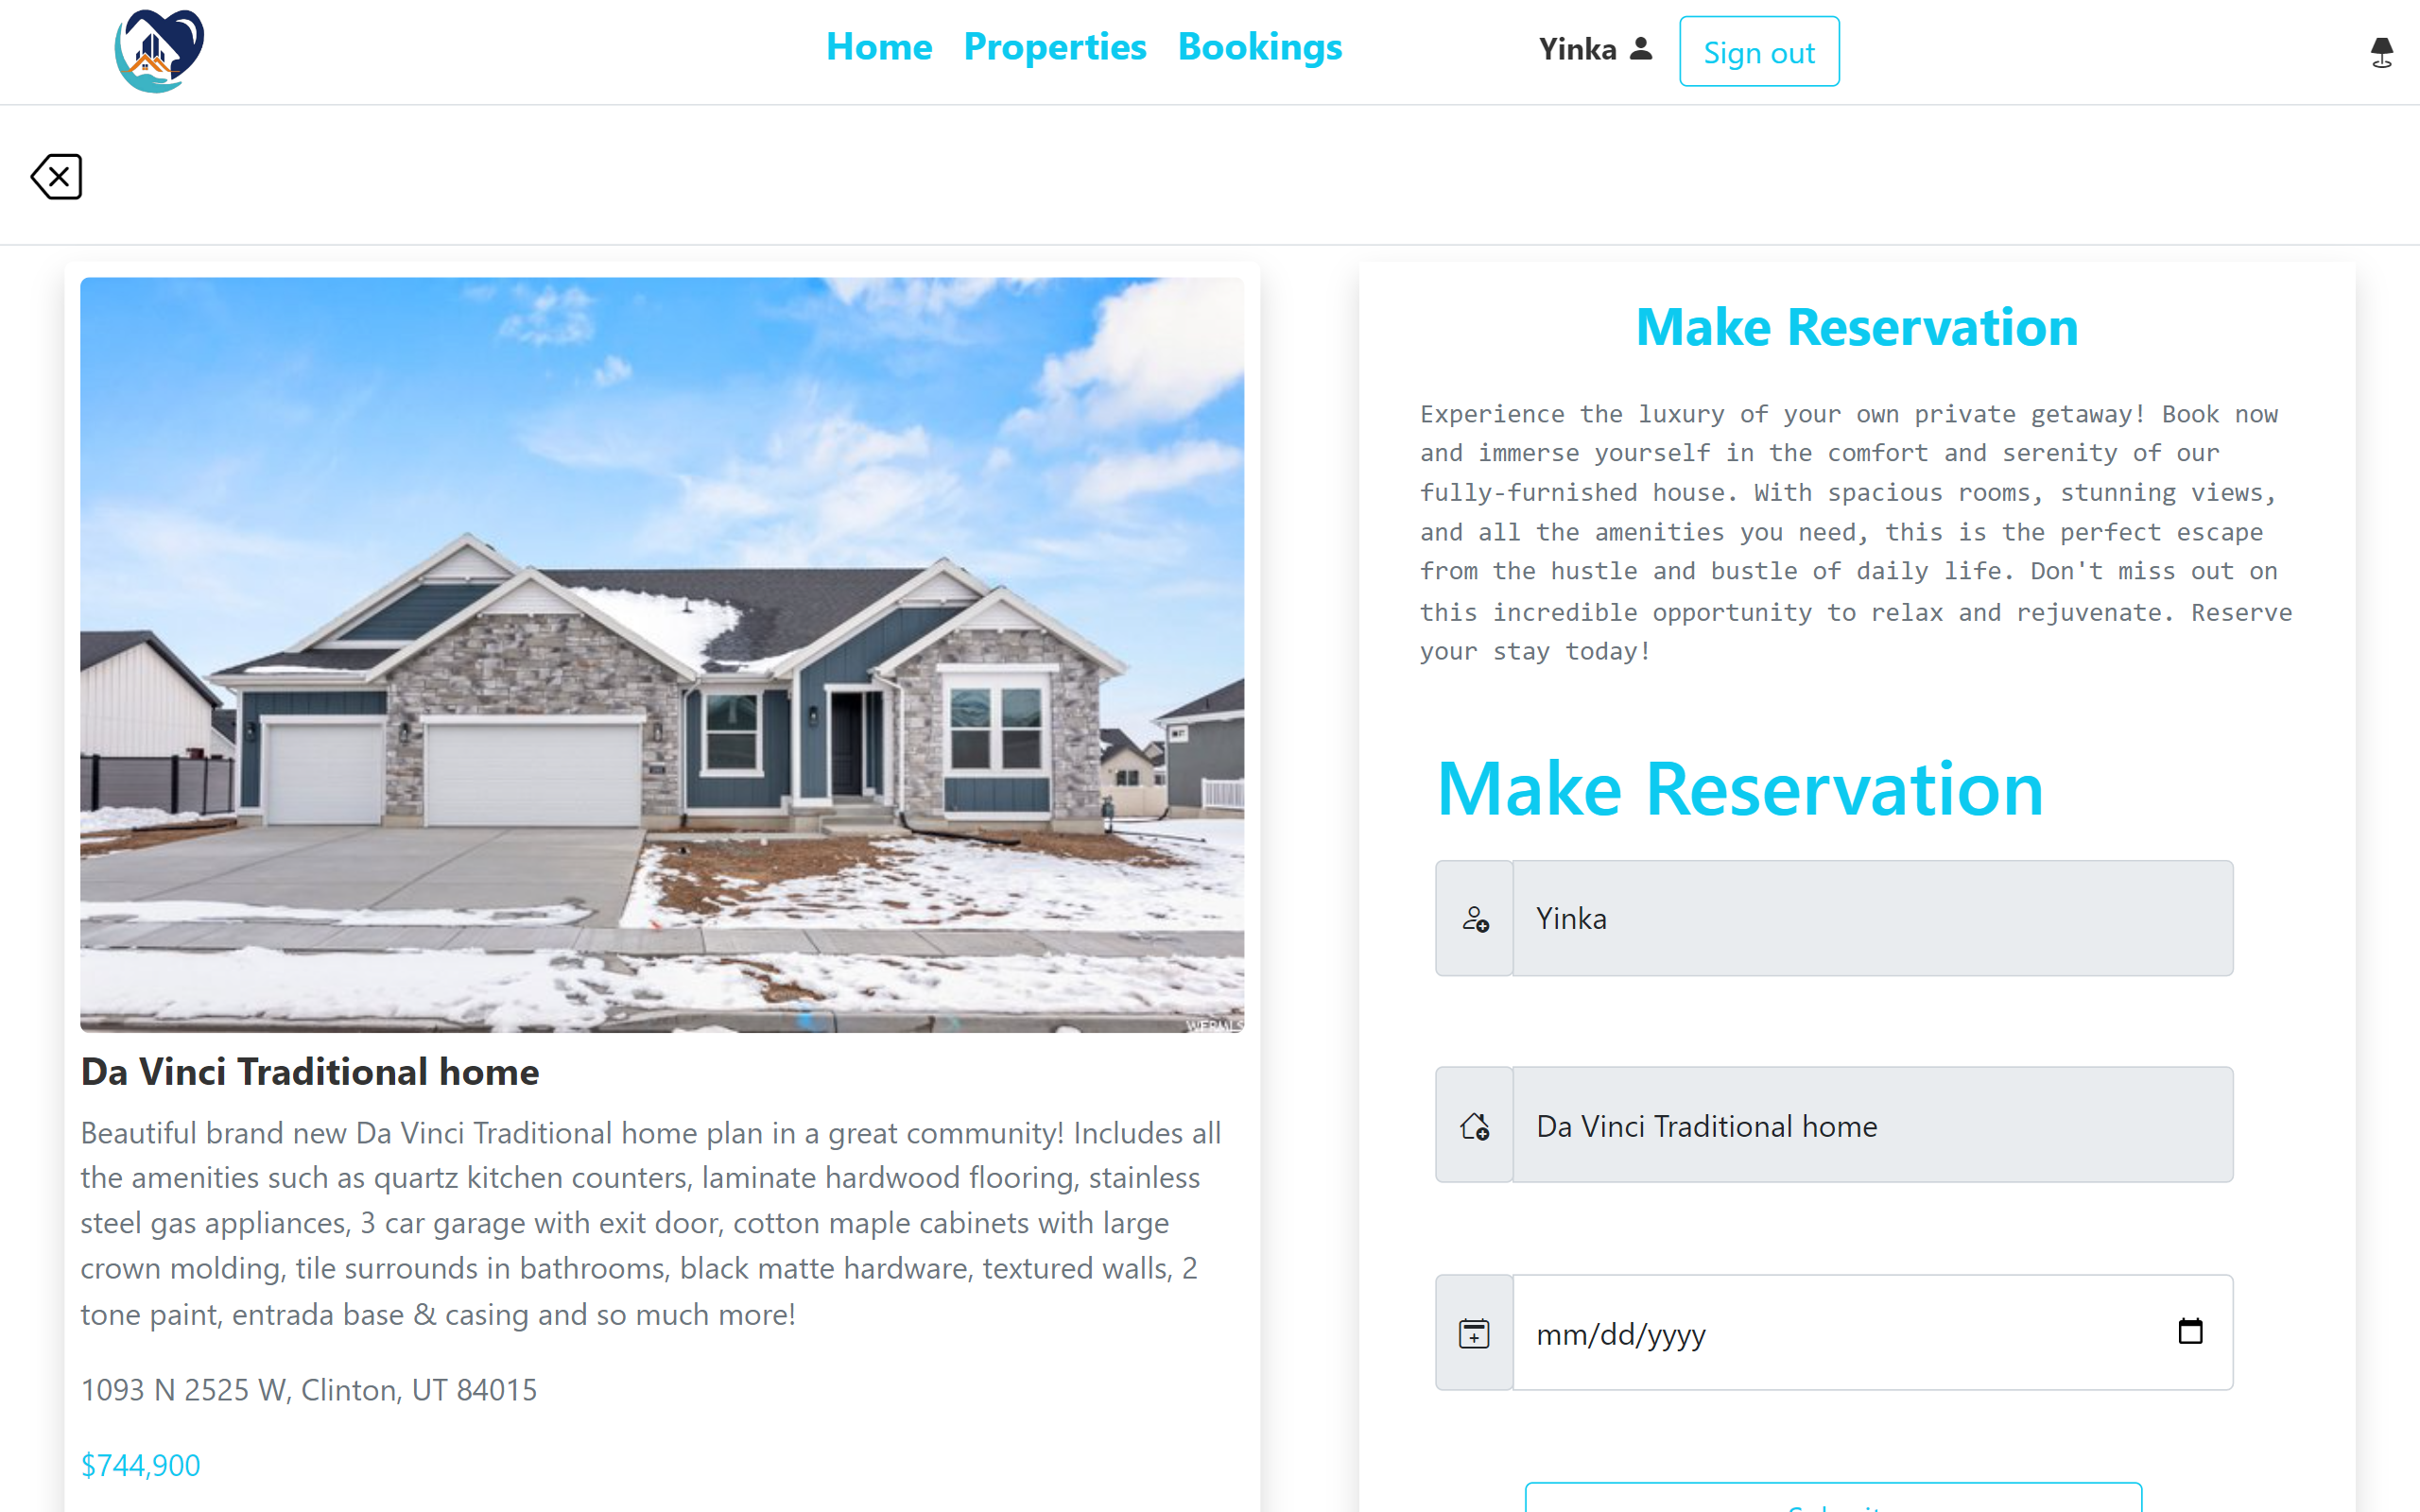 Home Properties Bookings Yinka Sign out
Da Vinci Traditional home
Beautiful brand new Da Vinci Traditional home plan in a great community! Includes all
the amenities such as quartz kitchen counters, laminate hardwood flooring, stainless
steel gas appliances, 3 car garage with exit door, cotton maple cabinets with large
crown molding, tile surrounds in bathrooms, black matte hardware, textured walls, 2
tone paint, entrada base & casing and so much more!
1093 N 2525 W, Clinton, UT 84015
$744,900
Make Reservation
Experience the luxury of your own private getaway! Book now
and immerse yourself in the comfort and serenity of our
fully-furnished house. With spacious rooms, stunning views,
and all the amenities you need, this is the perfect escape
from the hustle and bustle of daily life. Don't miss out on
this incredible opportunity to relax and rejuvenate. Reserve
your stay today!
Make Reservation
Yinka
Da Vinci Traditional home
mm/dd/yyyy